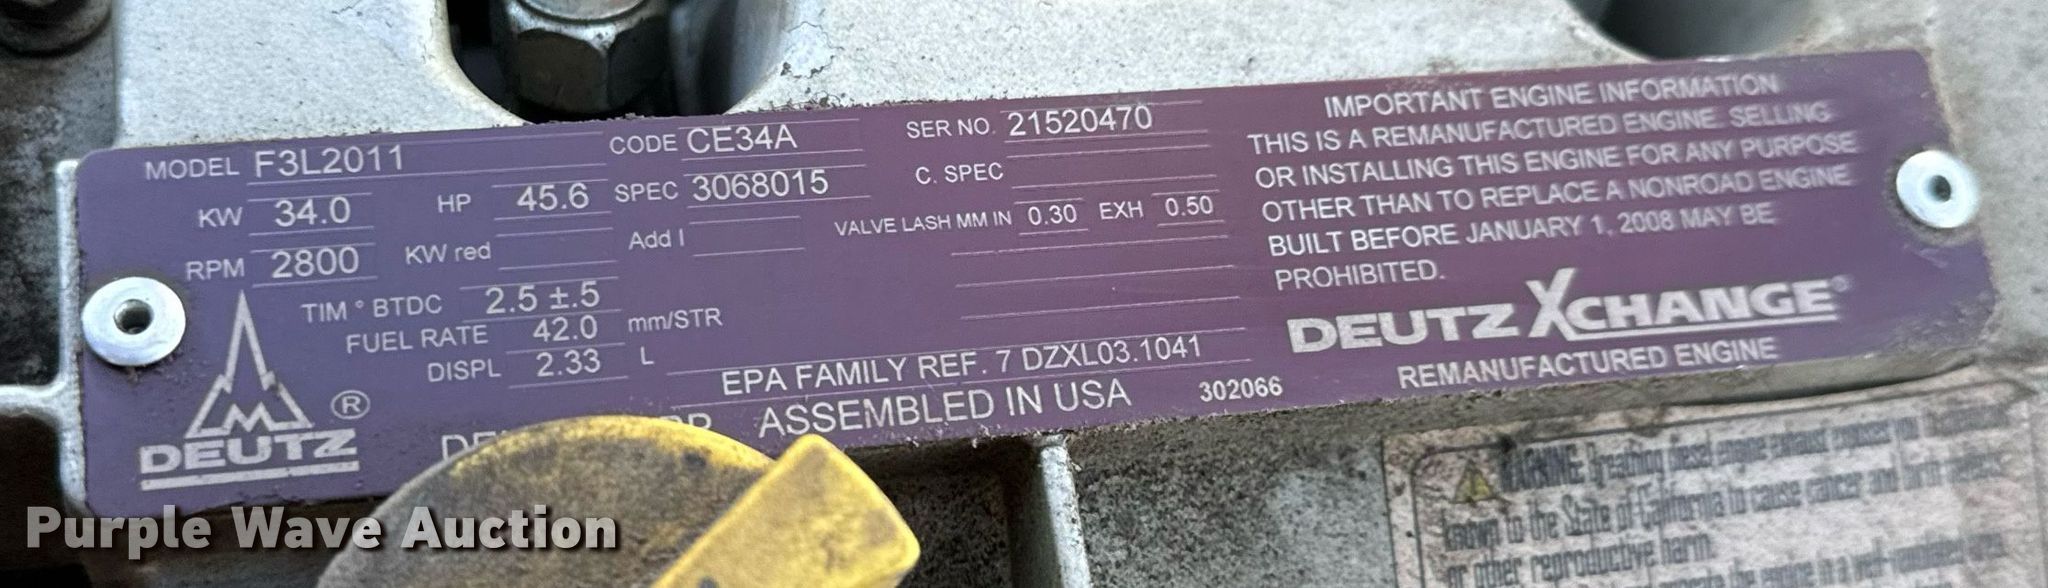 MODEL F3L2011 CODE CE34A SER NO. 21520470
KW 34.0 HP 45.6 SPEC 3068015 C. SPEC
RPM 2800 KW red Add I VALVE LASH MM IN 0.30 EXH 0.50
TIM ° BTDC 2.5 ±.5
FUEL RATE 42.0 mm/STR
DISPL 2.33 L
EPA FAMILY REF. 7 DZXL03.1041
ASSEMBLED IN USA 302066
DEUTZ ®
IMPORTANT ENGINE INFORMATION
THIS IS A REMANUFACTURED ENGINE. SELLING
OR INSTALLING THIS ENGINE FOR ANY PURPOSE
OTHER THAN TO REPLACE A NONROAD ENGINE
BUILT BEFORE JANUARY 1, 2008 MAY BE
PROHIBITED.
DEUTZ XCHANGE®
REMANUFACTURED ENGINE
WARNING: Breathing diesel engine exhaust exposes you
known to the State of California to cause cancer and birth defects
or other reproductive harm.
the engine in a well-ventilated area
Purple Wave Auction